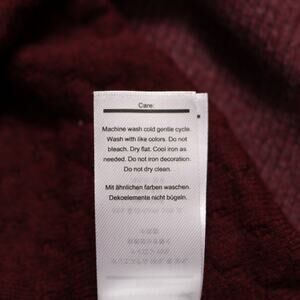 Care:
Machine wash cold gentle cycle.
Wash with like colors. Do not
bleach. Dry flat. Cool iron as
needed. Do not iron decoration.
Do not dry clean.
Mit ähnlichen farben waschen.
Dekoelemente nicht bügeln.